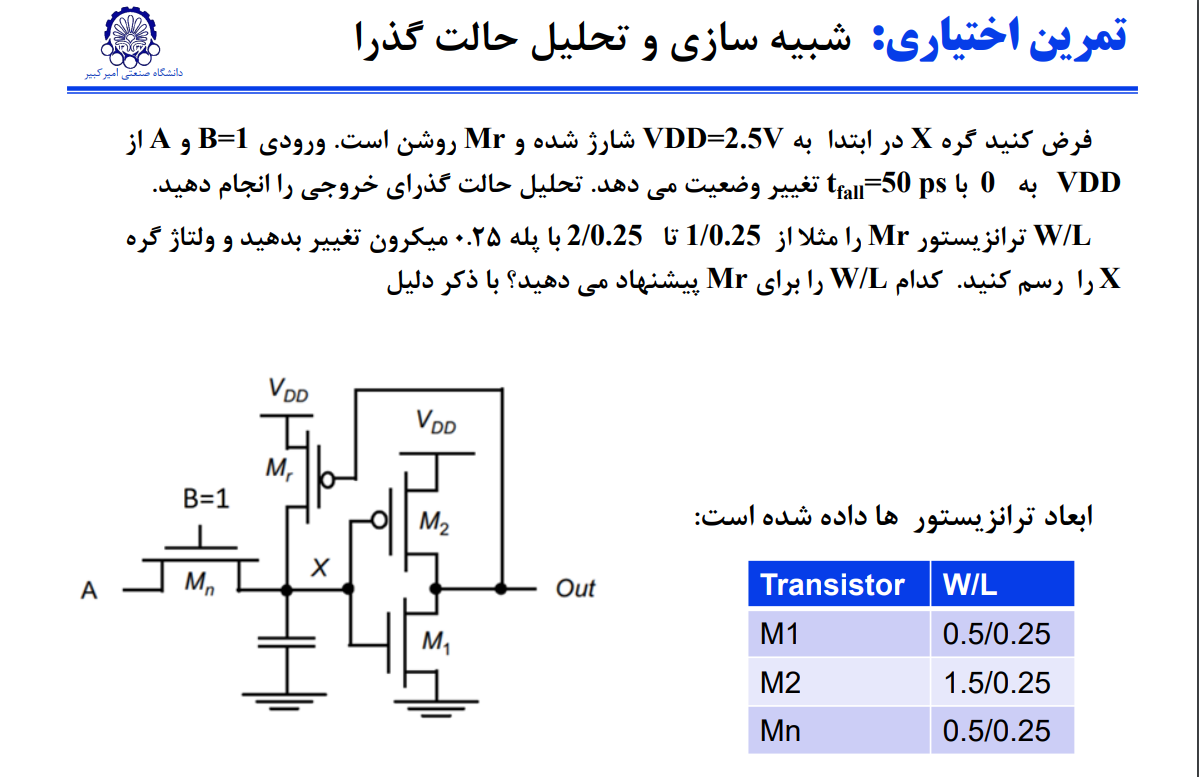 تمرین اختیاری: شبیه سازی و تحلیل حالت گذرا
دانشگاه صنعتی امیرکبیر
فرض کنید گره X در ابتدا به VDD=2.5V شارژ شده و Mr روشن است. ورودی B=1 و A از
VDD به 0 با tfall=50 ps تغییر وضعیت می دهد. تحلیل حالت گذرای خروجی را انجام دهید.
W/L ترانزیستور Mr را مثلا از 1/0.25 تا 2/0.25 با پله ۰.۲۵ میکرون تغییر بدهید و ولتاژ گره
X را رسم کنید. کدام W/L را برای Mr پیشنهاد می دهید؟ با ذکر دلیل
VDD
VDD
Mr
B=1
M2
X
A
Mn
Out
M1
ابعاد ترانزیستور ها داده شده است:
Transistor W/L
M1 0.5/0.25
M2 1.5/0.25
Mn 0.5/0.25